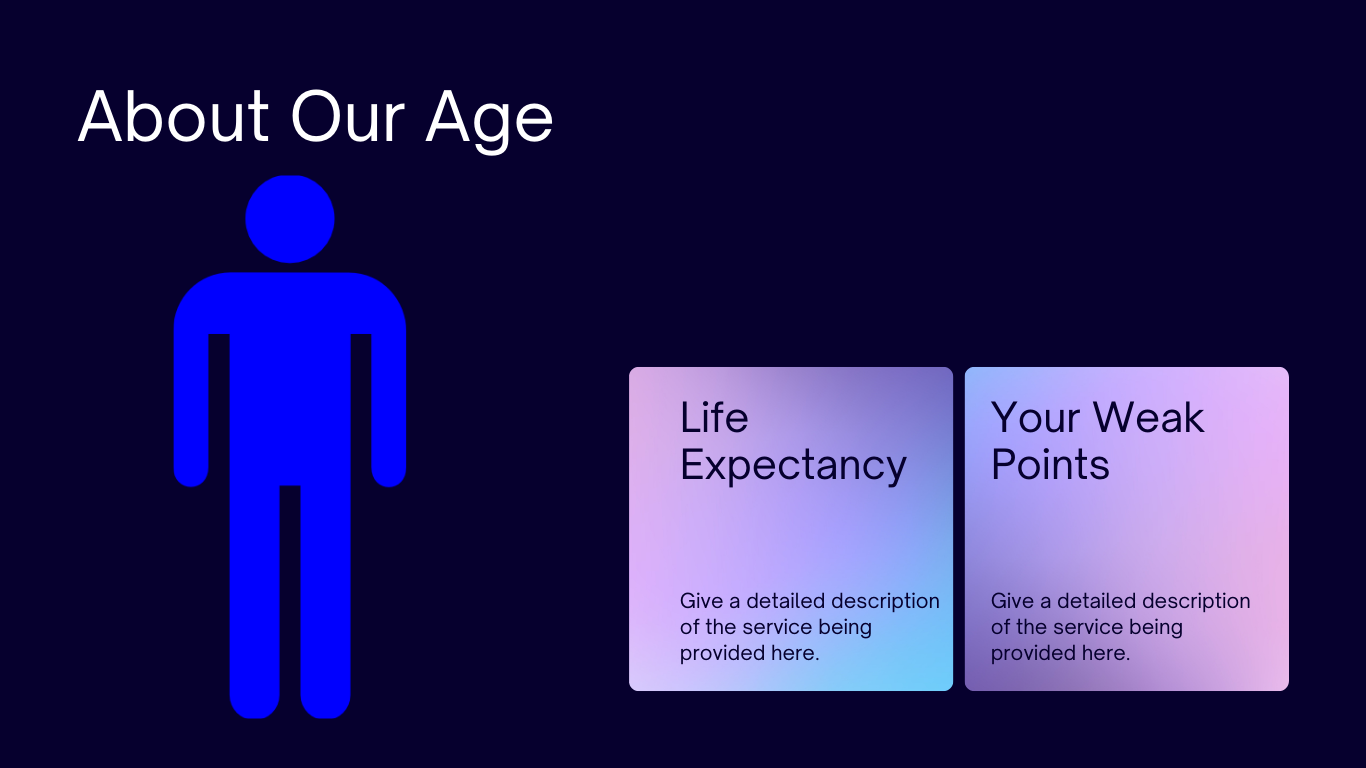 About Our Age
Life
Expectancy
Give a detailed description
of the service being
provided here.
Your Weak
Points
Give a detailed description
of the service being
provided here.